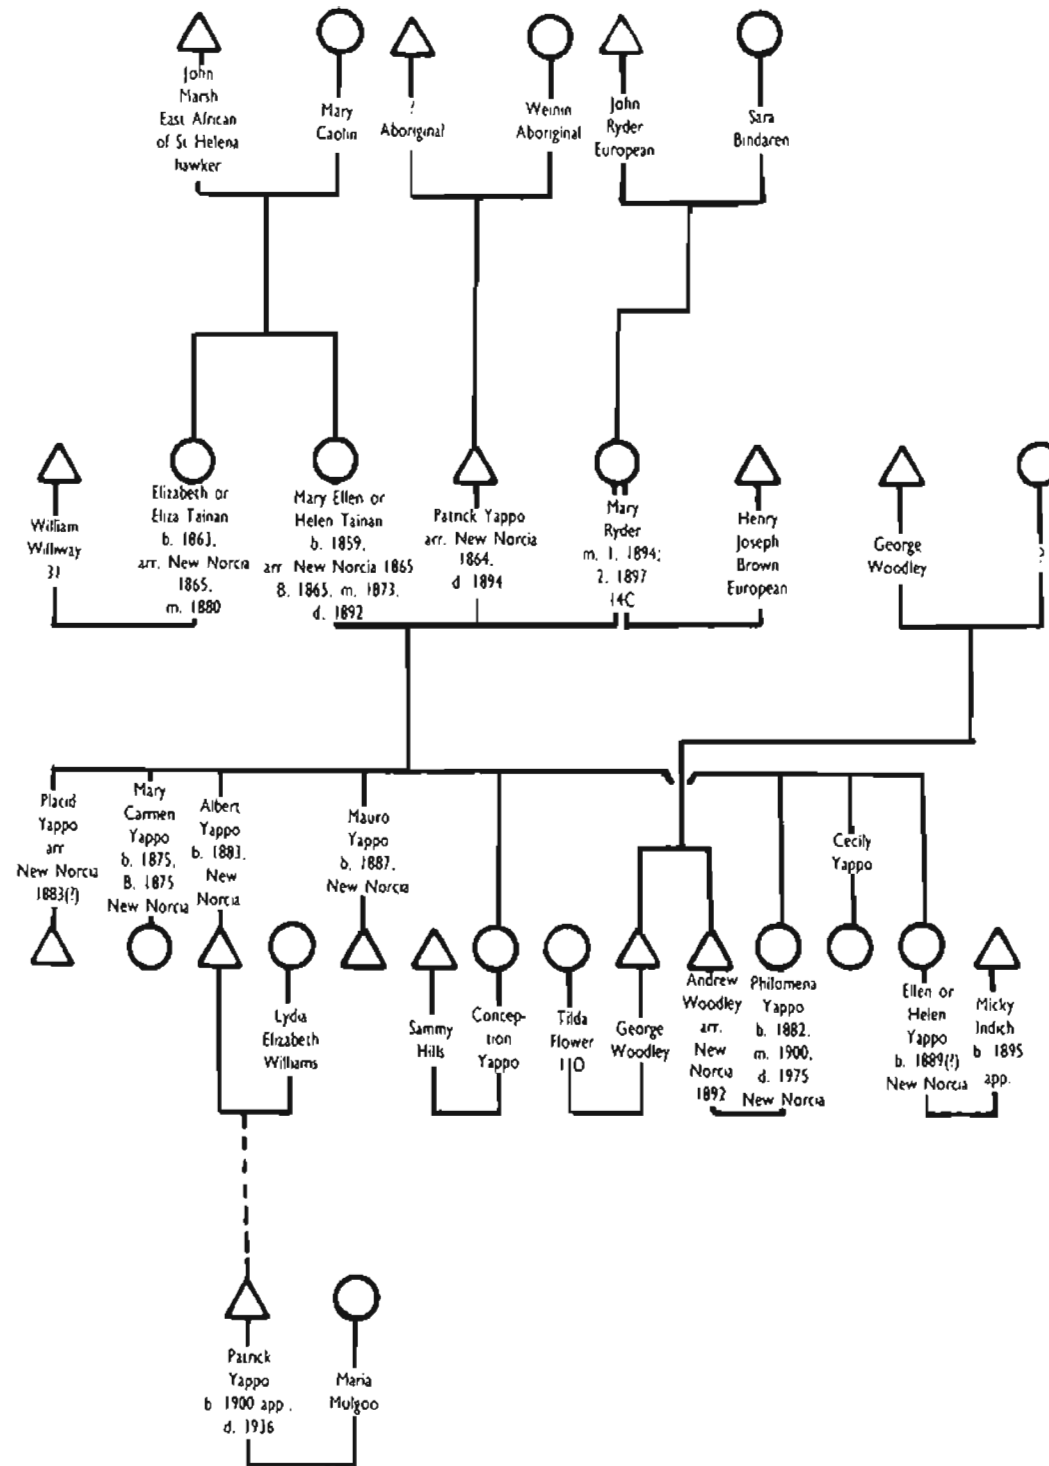 John
Marsh
East African
of St Helena
hawker
Mary
Caolin
?
Aboriginal
Weinin
Aboriginal
John
Ryder
European
Sara
Bindaren
William
Willway
31
Elizabeth or
Eliza Tainan
b. 1863,
arr. New Norcia
1865,
m. 1880
Mary Ellen or
Helen Tainan
b. 1859,
arr New Norcia 1865
B. 1865, m. 1873,
d. 1892
Patrick Yappo
arr. New Norcia
1864,
d 1894
Mary
Ryder
m. 1, 1894;
2. 1897
14C
Henry
Joseph
Brown
European
George
Woodley
?
Placid
Yappo
arr
New Norcia
1883(?)
Mary
Carmen
Yappo
b. 1875,
B. 1875
New Norcia
Albert
Yappo
b. 1883,
New
Norcia
Lydia
Elizabeth
Williams
Mauro
Yappo
b. 1887,
New Norcia
Sammy
Hills
Concep-
tion
Yappo
Tilda
Flower
11O
George
Woodley
Andrew
Woodley
arr.
New
Norcia
1892
Philomena
Yappo
b. 1882,
m. 1900,
d. 1975
New Norcia
Cecily
Yappo
Ellen or
Helen
Yappo
b. 1889(?)
New Norcia
Micky
Indich
b 1895
app.
Patrick
Yappo
b 1900 app.,
d. 1936
Maria
Mulgoo